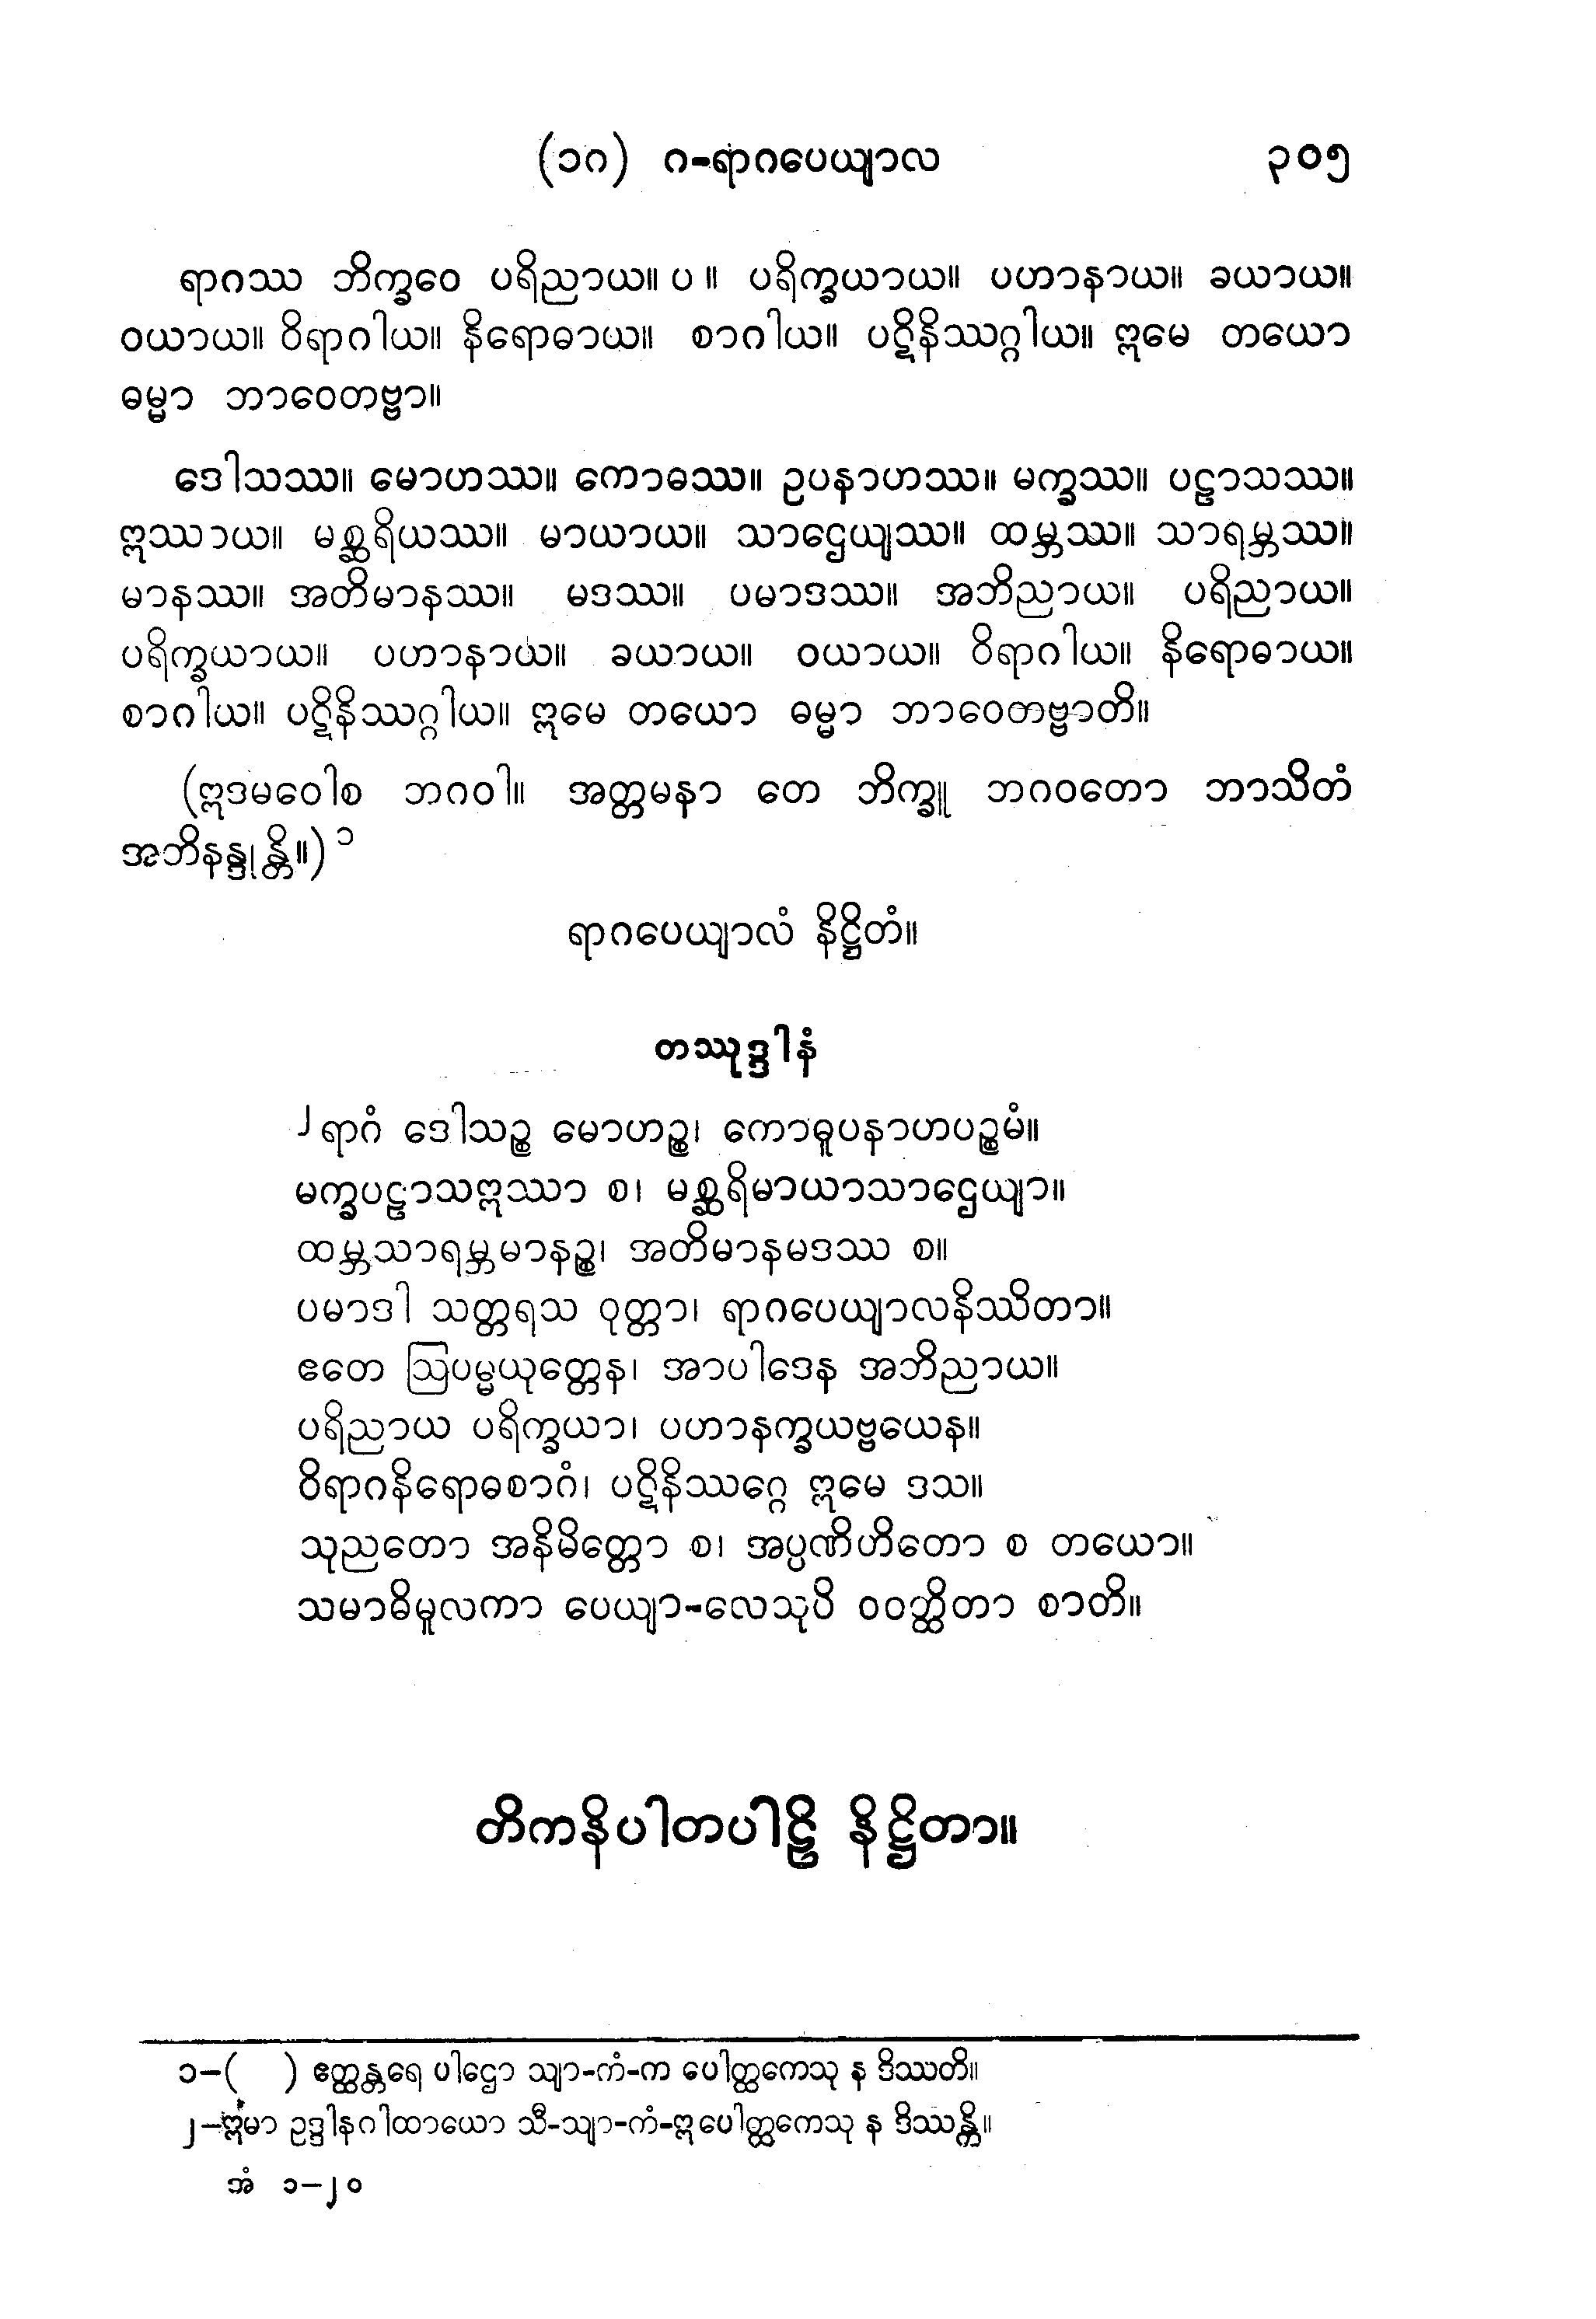 (၁ဂ) ဂ-ရာဂပေယျာလ ၃၀၅
ရာဂဿ ဘိက္ခဝေ ပရိညာယ။ ပ ။ ပရိက္ခယာယ။ ပဟာနာယ။ ခယာယ။
ဝယာယ။ ဝိရာဂါယ။ နိရောဓာယ။ စာဂါယ။ ပဋိနိဿဂ္ဂါယ။ ဣမေ တယော
ဓမ္မာ ဘာဝေတဗ္ဗာ။
ဒေါသဿ။ မောဟဿ။ ကောဓဿ။ ဥပနာဟဿ။ မက္ခဿ။ ပဠာသဿ။
ဣဿာယ။ မစ္ဆရိယဿ။ မာယာယ။ သာဌေယျဿ။ ထမ္ဘဿ။ သာရမ္ဘဿ။
မာနဿ။ အတိမာနဿ။ မဒဿ။ ပမာဒဿ။ အဘိညာယ။ ပရိညာယ။
ပရိက္ခယာယ။ ပဟာနာယ။ ခယာယ။ ဝယာယ။ ဝိရာဂါယ။ နိရောဓာယ။
စာဂါယ။ ပဋိနိဿဂ္ဂါယ။ ဣမေ တယော ဓမ္မာ ဘာဝေတဗ္ဗာတိ။
(ဣဒမဝေါစ ဘဂဝါ။ အတ္တမနာ တေ ဘိက္ခူ ဘဂဝတော ဘာသိတံ
အဘိနန္ဒုန္တိ။) ၁
ရာဂပေယျာလံ နိဋ္ဌိတံ။
တဿုဒ္ဒါနံ
၂ ရာဂံ ဒေါသဉ္စ မောဟဉ္စ၊ ကောဓူပနာဟပဉ္စမံ။
မက္ခပဠာသဣဿာ စ၊ မစ္ဆရိမာယာသာဌေယျာ။
ထမ္ဘသာရမ္ဘမာနဉ္စ၊ အတိမာနမဒဿ စ။
ပမာဒါ သတ္တရသ ဝုတ္တာ၊ ရာဂပေယျာလနိဿိတာ။
ဧတေ ဩပမ္မယုတ္တေန၊ အာပါဒေန အဘိညာယ။
ပရိညာယ ပရိက္ခယာ၊ ပဟာနက္ခယဗ္ဗယေန။
ဝိရာဂနိရောဓစာဂံ၊ ပဋိနိဿဂ္ဂေ ဣမေ ဒသ။
သုညတော အနိမိတ္တော စ၊ အပ္ပဏိဟိတော စ တယော။
သမာဓိမူလကာ ပေယျာ-လေသုပိ ဝဝတ္ထိတာ စာတိ။
တိကနိပါတပါဠိ နိဋ္ဌိတာ။
၁–( ) ဧတ္ထန္တရေ ပါဌော သျာ-ကံ-က ပေါတ္ထကေသု န ဒိဿတိ။
၂–ဣမာ ဥဒ္ဒါနဂါထာယော သီ-သျာ-ကံ-ဣပေါတ္ထကေသု န ဒိဿန္တိ။
အံ ၁–၂၀